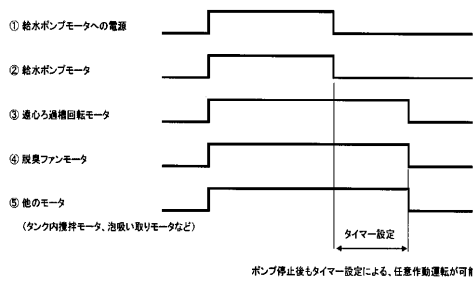 ① 給水ポンプモータへの電源
② 給水ポンプモータ
③ 遠心ろ過槽回転モータ
④ 脱臭ファンモータ
⑤ 他のモータ
（タンク内攪拌モータ、泡吸い取りモータなど）
タイマー設定
ポンプ停止後もタイマー設定による、任意作動運転が可